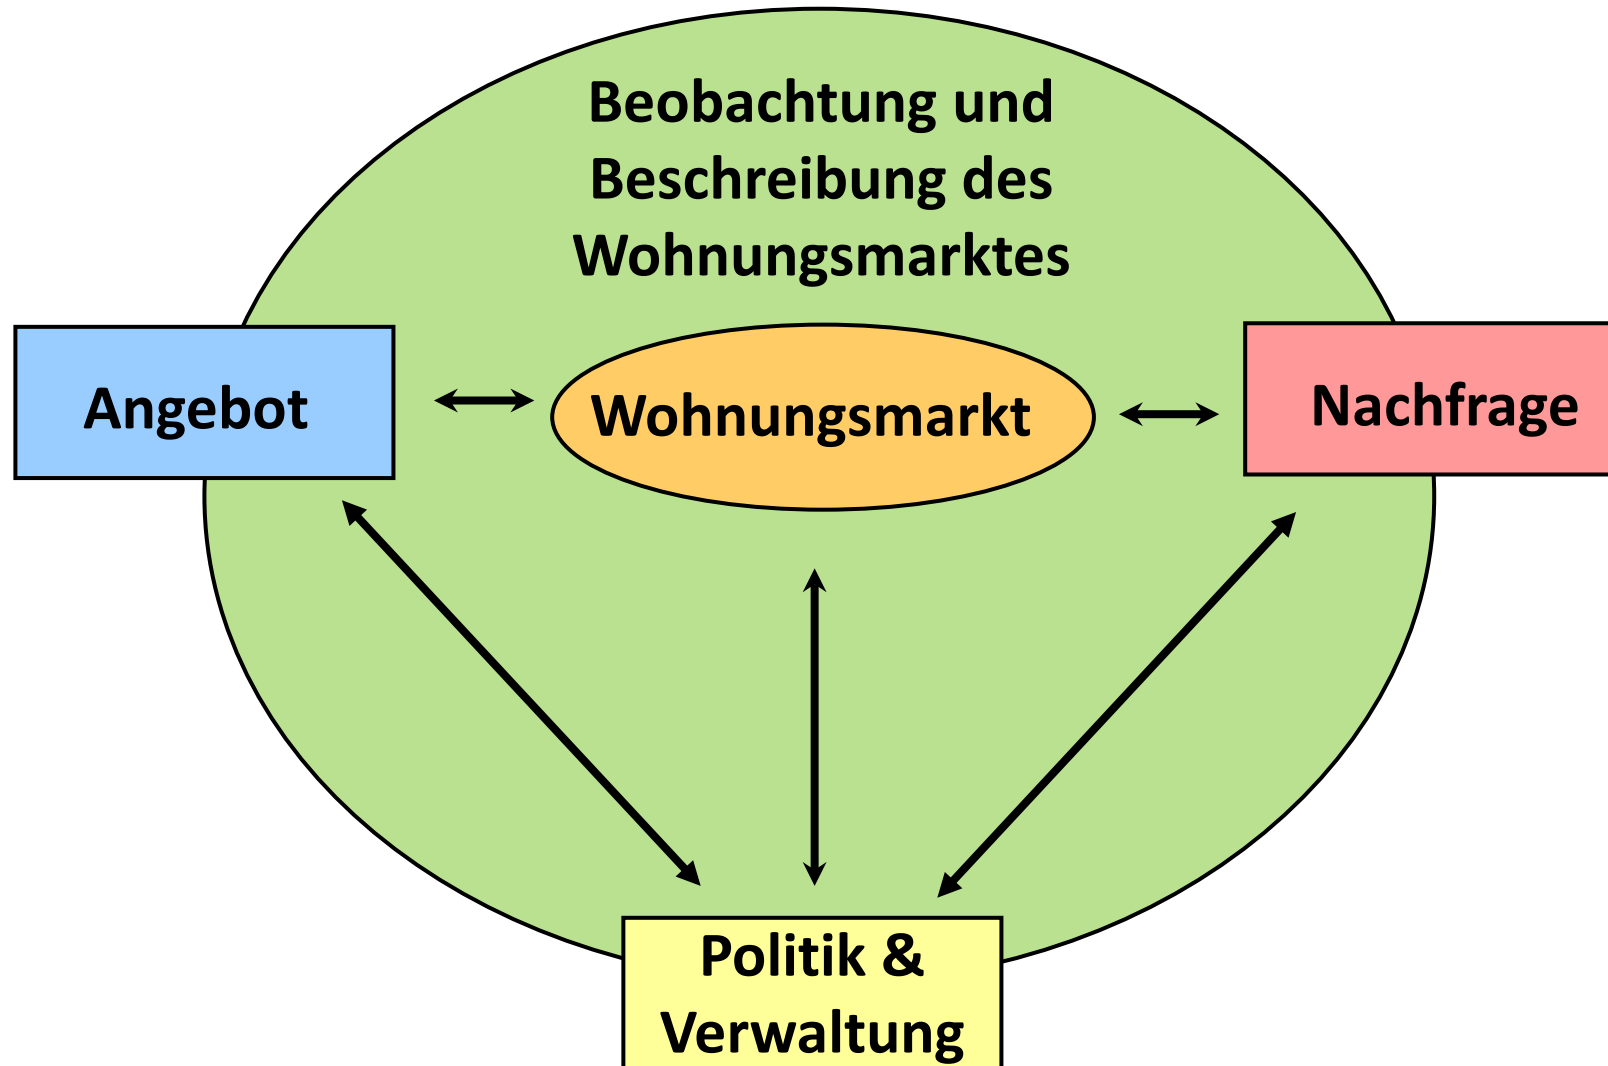 Beobachtung und
Beschreibung des
Wohnungsmarktes
Angebot
Wohnungsmarkt
Nachfrage
Politik &
Verwaltung